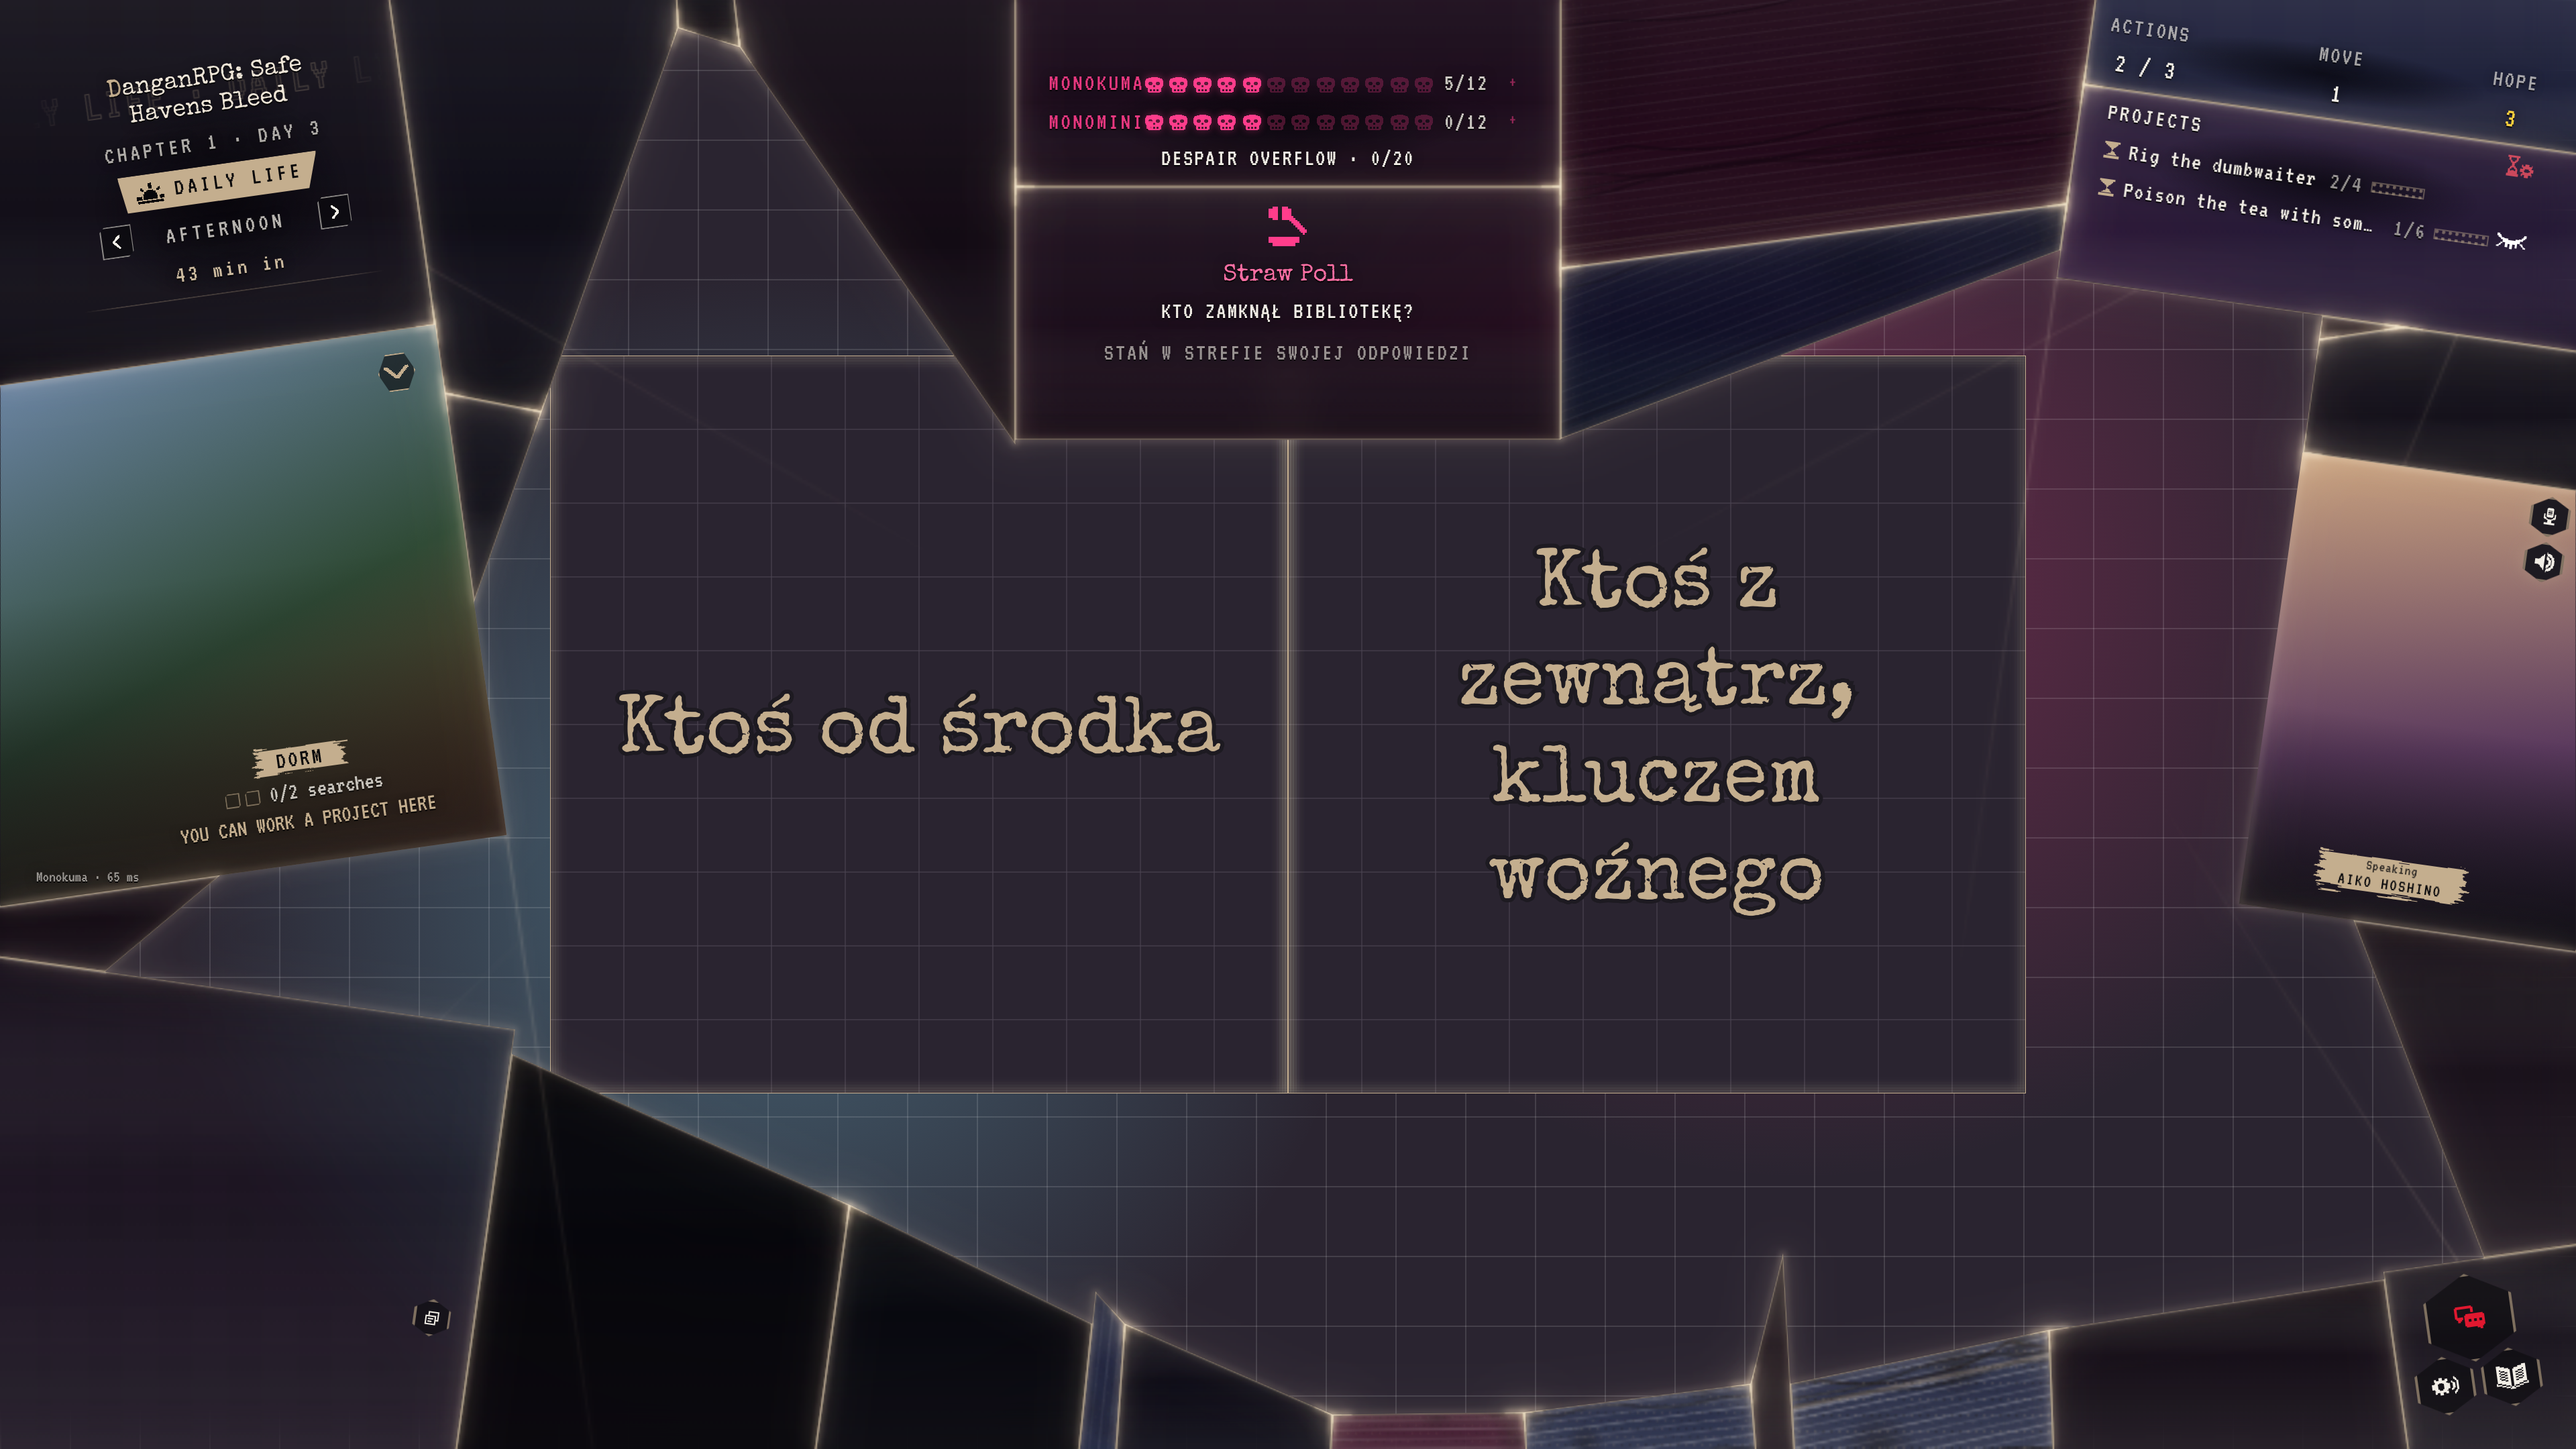 DanganRPG: Safe
Havens Bleed
CHAPTER 1 · DAY 3
DAILY LIFE
AFTERNOON
43 min in
MONOKUMA 5/12 +
MONOMINI 0/12 +
DESPAIR OVERFLOW · 0/20
Straw Poll
KTO ZAMKNĄŁ BIBLIOTEKĘ?
STAŃ W STREFIE SWOJEJ ODPOWIEDZI
ACTIONS
2 / 3
MOVE
1
HOPE
3
PROJECTS
Rig the dumbwaiter 2/4
Poison the tea with som… 1/6
Ktoś od środka
Ktoś z
zewnątrz,
kluczem
woźnego
DORM
0/2 searches
YOU CAN WORK A PROJECT HERE
Monokuma · 65 ms
Speaking
AIKO HOSHINO